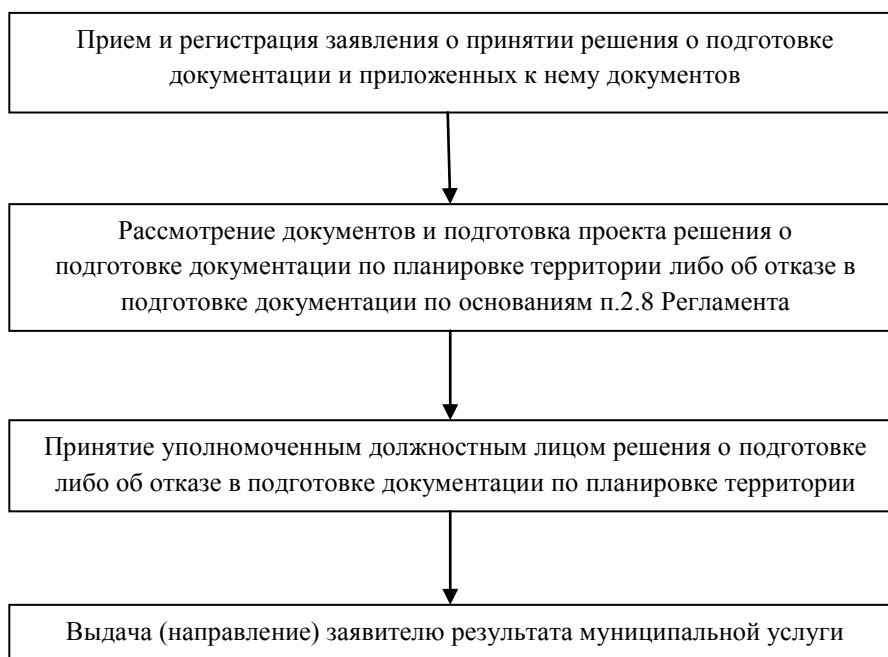 Прием и регистрация заявления о принятии решения о подготовке
документации и приложенных к нему документов
Рассмотрение документов и подготовка проекта решения о
подготовке документации по планировке территории либо об отказе в
подготовке документации по основаниям п.2.8 Регламента
Принятие уполномоченным должностным лицом решения о подготовке
либо об отказе в подготовке документации по планировке территории
Выдача (направление) заявителю результата муниципальной услуги